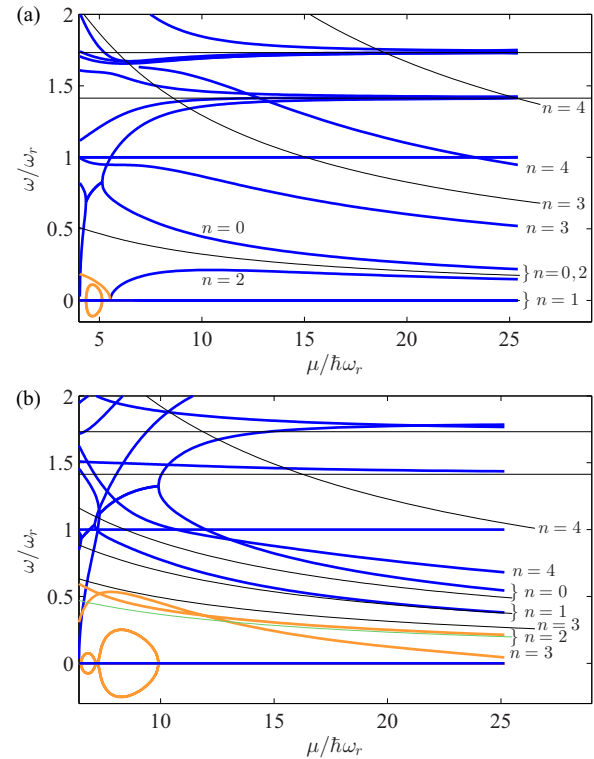 (a)
2
1.5
1
0.5
0
ω/ω_r
n = 4
n = 4
n = 3
n = 3
n = 0
} n = 0, 2
n = 2
} n = 1
5 10 15 20 25
μ/ħω_r
(b)
2
1.5
1
0.5
0
ω/ω_r
n = 4
n = 4
} n = 0
} n = 1
n = 3
} n = 2
n = 3
10 15 20 25
μ/ħω_r